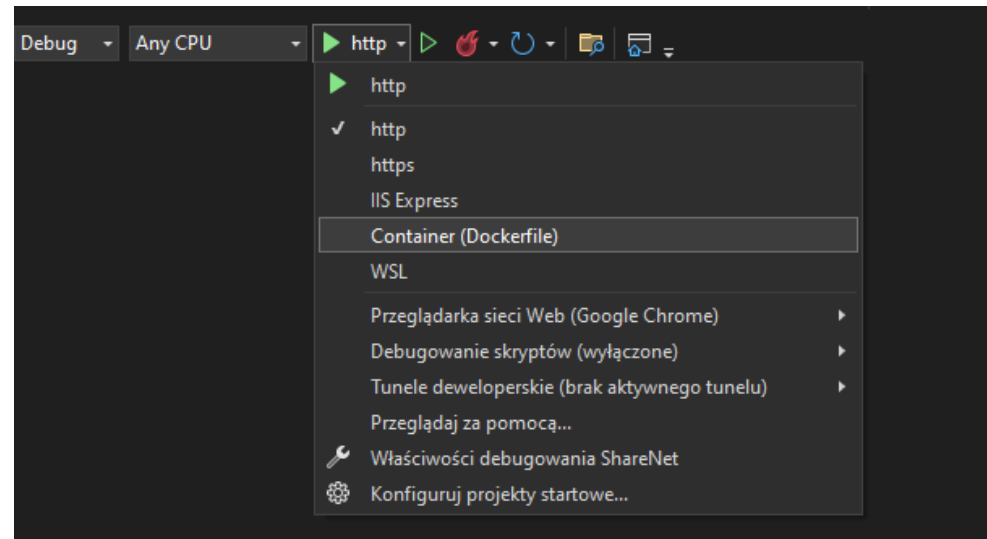 Debug Any CPU http
http
http
https
IIS Express
Container (Dockerfile)
WSL
Przeglądarka sieci Web (Google Chrome)
Debugowanie skryptów (wyłączone)
Tunele deweloperskie (brak aktywnego tunelu)
Przeglądaj za pomocą...
Właściwości debugowania ShareNet
Konfiguruj projekty startowe...